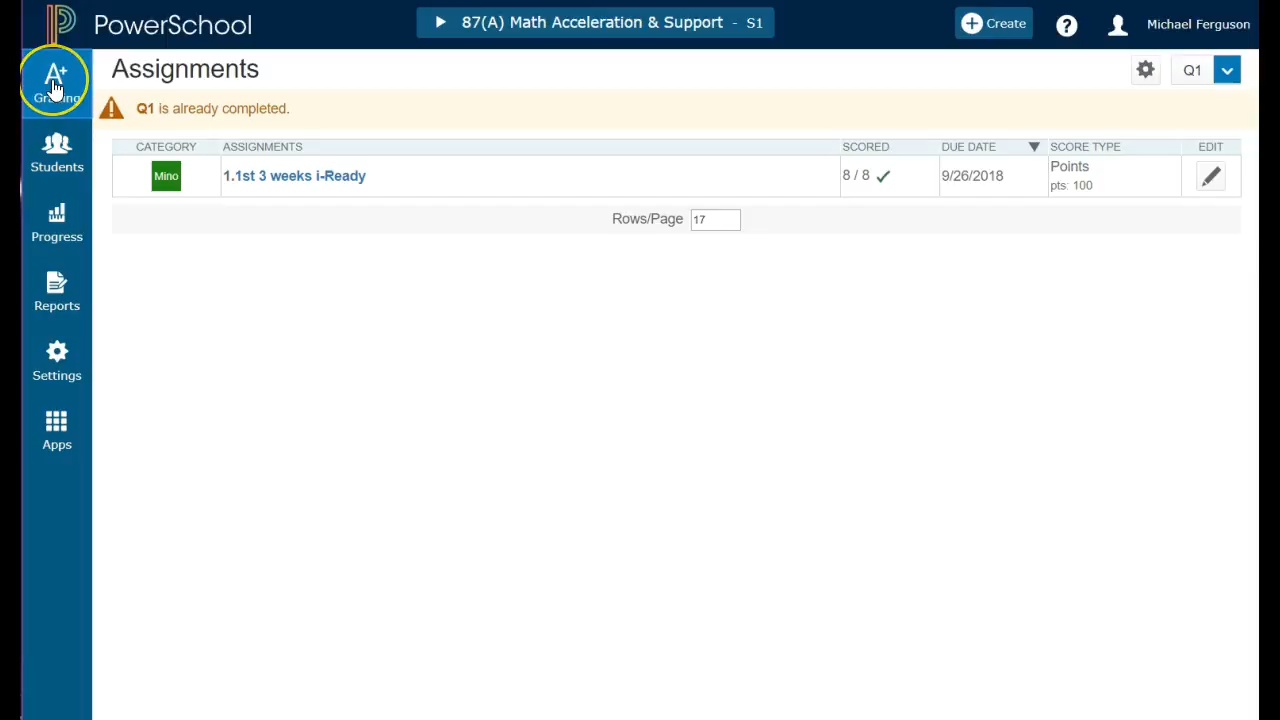 PowerSchool
87(A) Math Acceleration & Support - S1
Create
Michael Ferguson
Grading
Assignments
Q1
Q1 is already completed.
CATEGORY ASSIGNMENTS SCORED DUE DATE SCORE TYPE EDIT
Mino 1.1st 3 weeks i-Ready 8 / 8 9/26/2018 Points
pts: 100
Rows/Page 17
Students
Progress
Reports
Settings
Apps